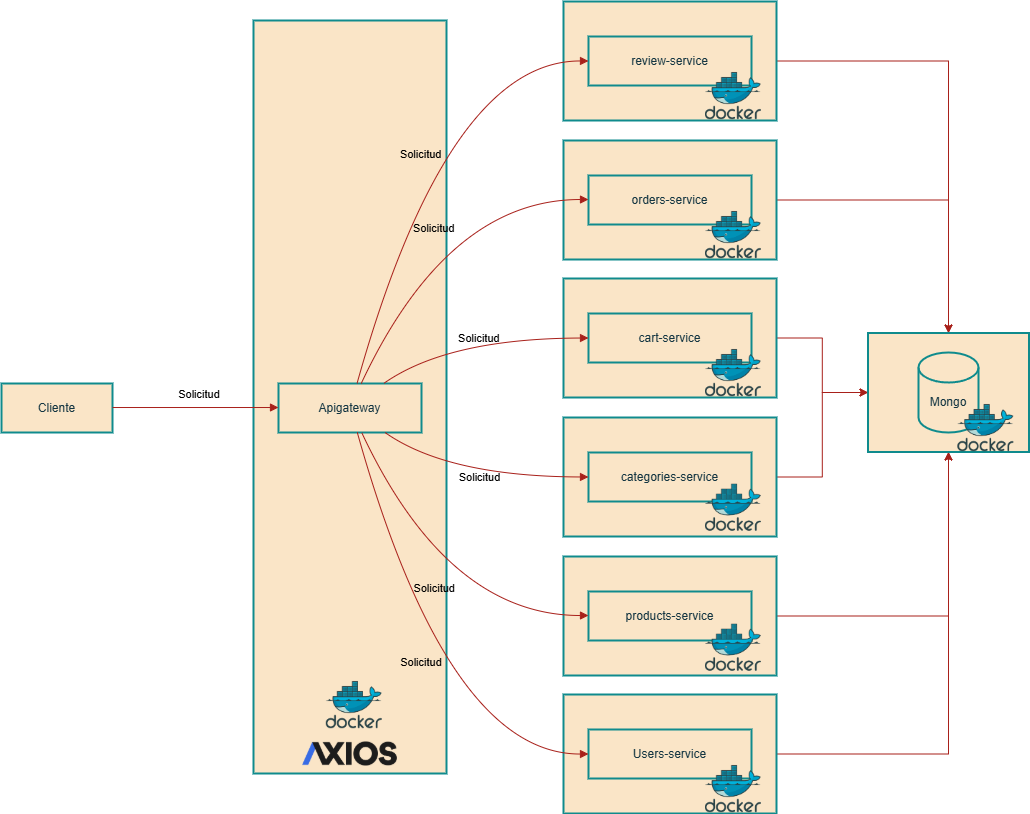 Cliente
Solicitud
Apigateway
docker
AXIOS
Solicitud
Solicitud
Solicitud
Solicitud
Solicitud
Solicitud
review-service
docker
orders-service
docker
cart-service
docker
categories-service
docker
products-service
docker
Users-service
docker
Mongo
docker